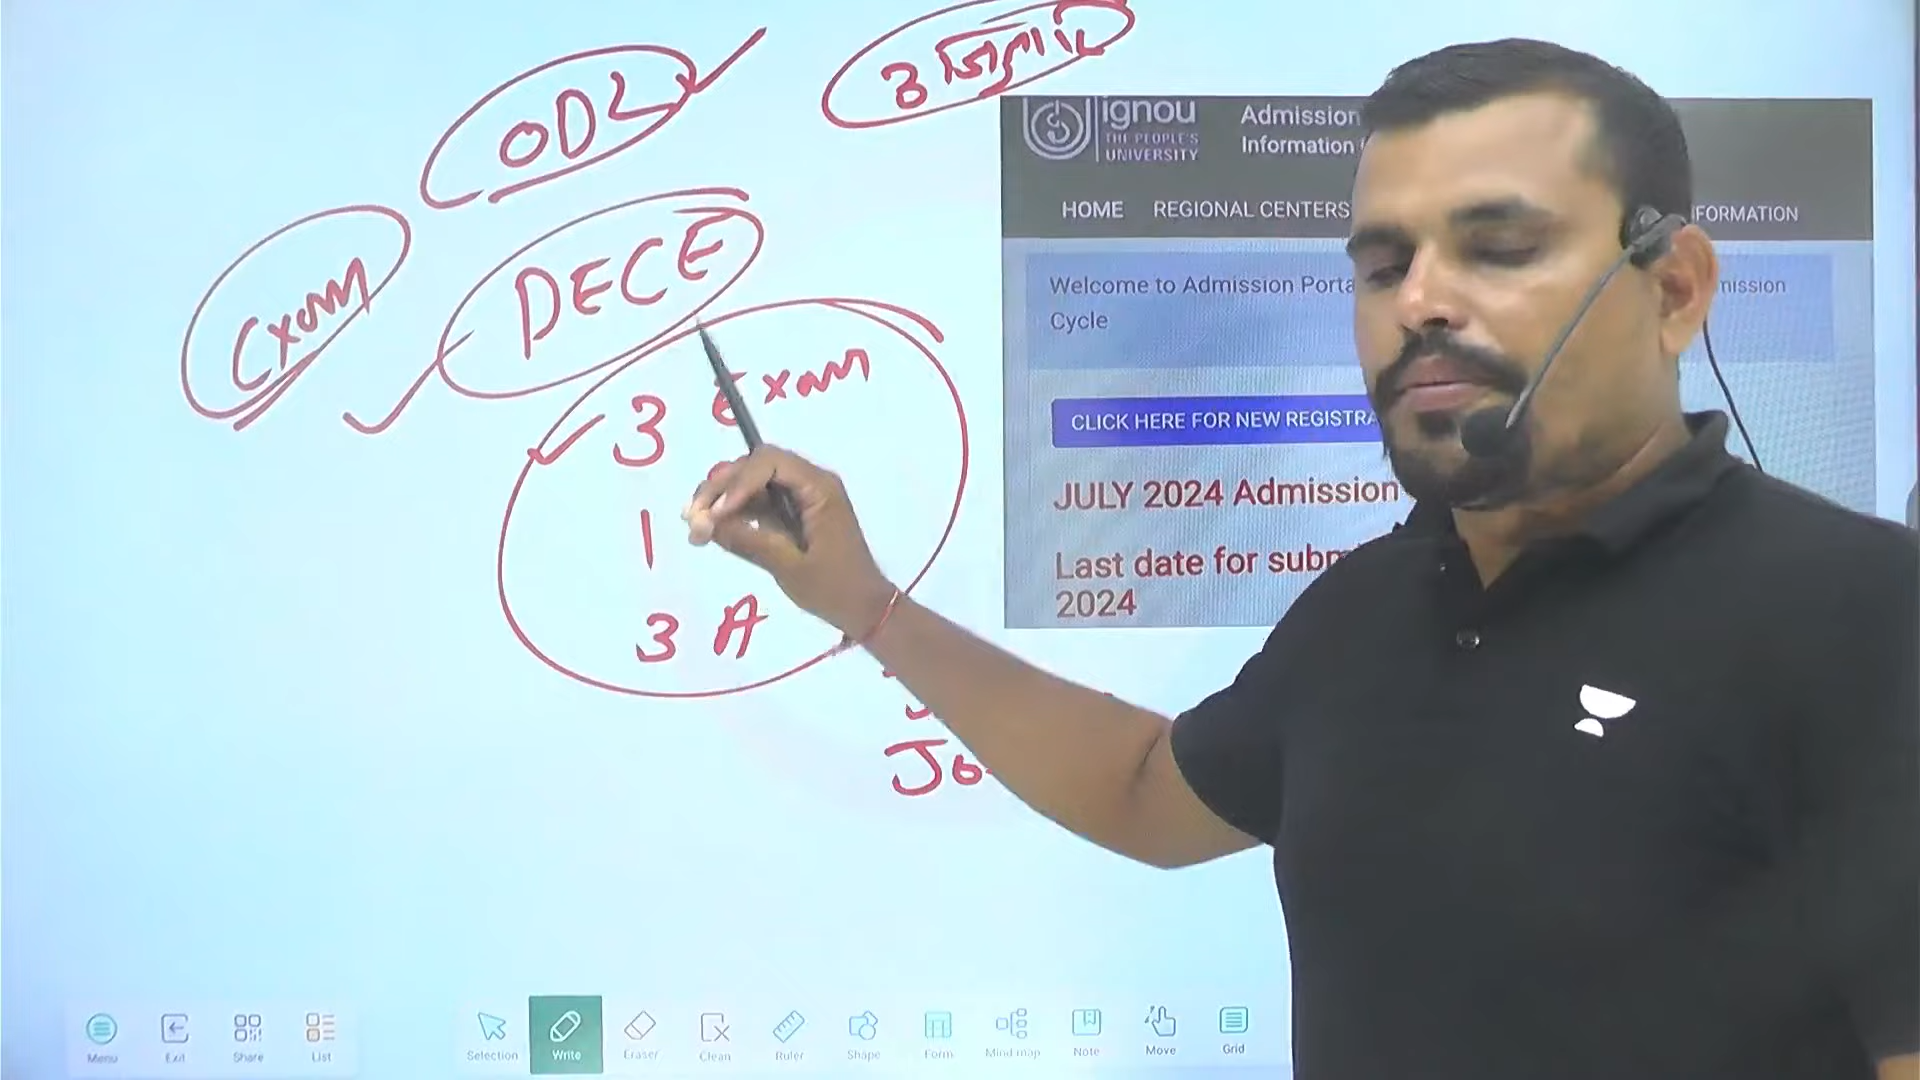 ODL
3 जिलाई
Exam
DECE
3 Exam
1
3 A
ignou
THE PEOPLE'S
UNIVERSITY
Admission
Information
HOME REGIONAL CENTERS FORMATION
Welcome to Admission Porta
mission
Cycle
CLICK HERE FOR NEW REGISTRA
JULY 2024 Admission
Last date for subm
2024
Menu Exit Share List Selection Write Eraser Clean Ruler Shape Form Mind map Note Move Grid